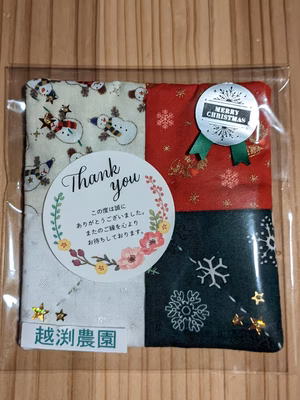 MERRY
CHRISTMAS
Thank
you
この度は誠に
ありがとうございました。
またのご縁を心より
お待ちしております。
越渕農園